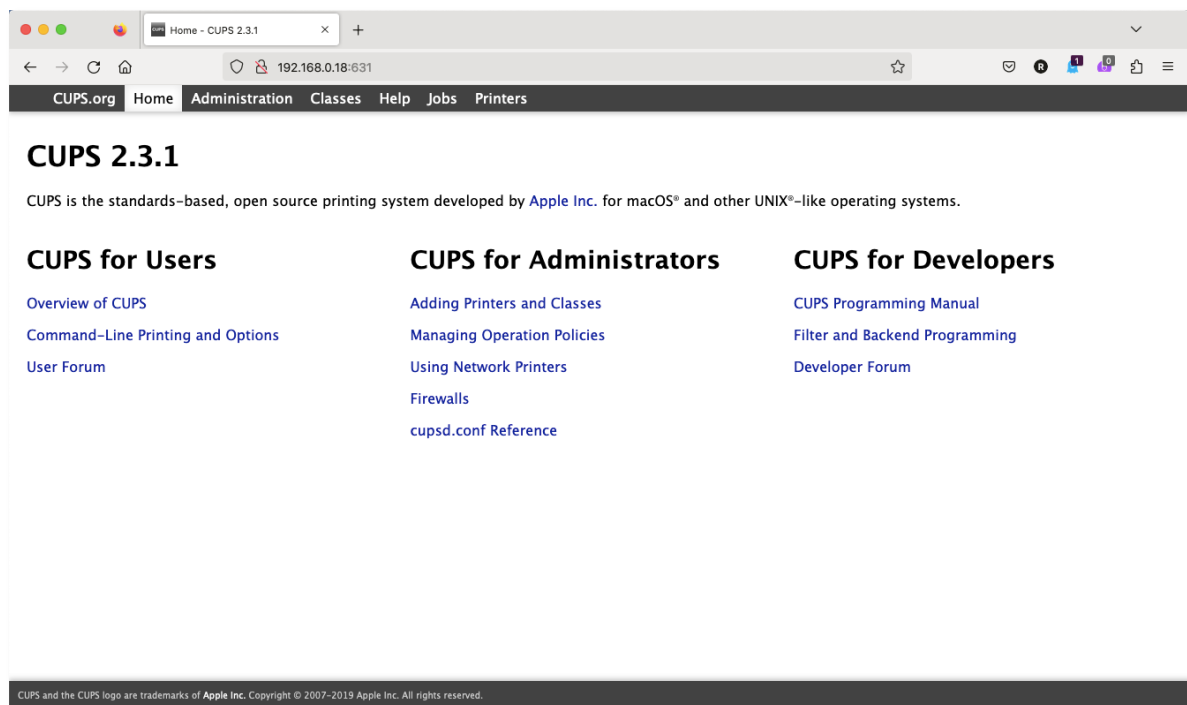 CUPS Home - CUPS 2.3.1
192.168.0.18:631
R 1 0
CUPS.org Home Administration Classes Help Jobs Printers
CUPS 2.3.1
CUPS is the standards-based, open source printing system developed by Apple Inc. for macOS® and other UNIX®-like operating systems.
CUPS for Users
Overview of CUPS
Command-Line Printing and Options
User Forum
CUPS for Administrators
Adding Printers and Classes
Managing Operation Policies
Using Network Printers
Firewalls
cupsd.conf Reference
CUPS for Developers
CUPS Programming Manual
Filter and Backend Programming
Developer Forum
CUPS and the CUPS logo are trademarks of Apple Inc. Copyright © 2007-2019 Apple Inc. All rights reserved.